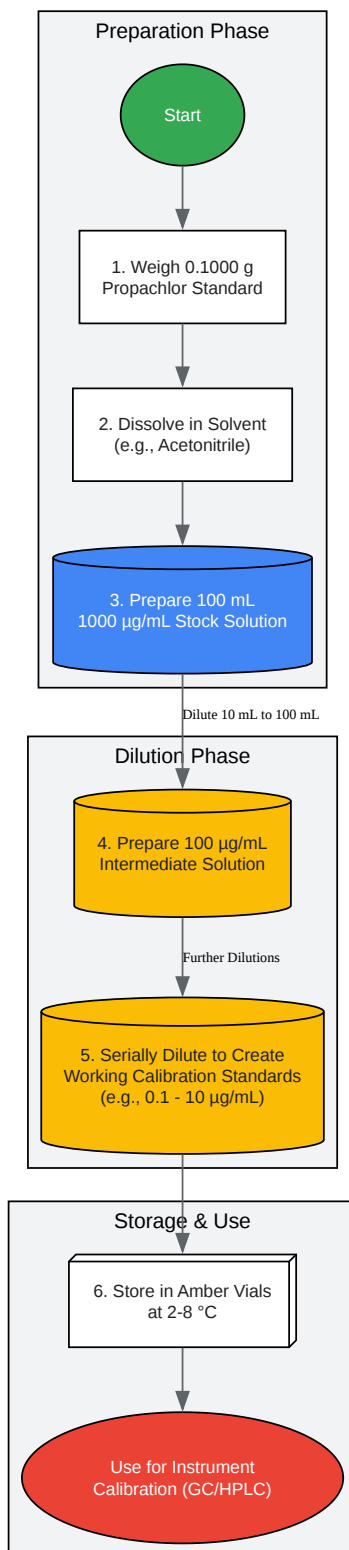 Preparation Phase
Start
1. Weigh 0.1000 g
Propachlor Standard
2. Dissolve in Solvent
(e.g., Acetonitrile)
3. Prepare 100 mL
1000 µg/mL Stock Solution
Dilute 10 mL to 100 mL
Dilution Phase
4. Prepare 100 µg/mL
Intermediate Solution
Further Dilutions
5. Serially Dilute to Create
Working Calibration Standards
(e.g., 0.1 - 10 µg/mL)
Storage & Use
6. Store in Amber Vials
at 2-8 °C
Use for Instrument
Calibration (GC/HPLC)